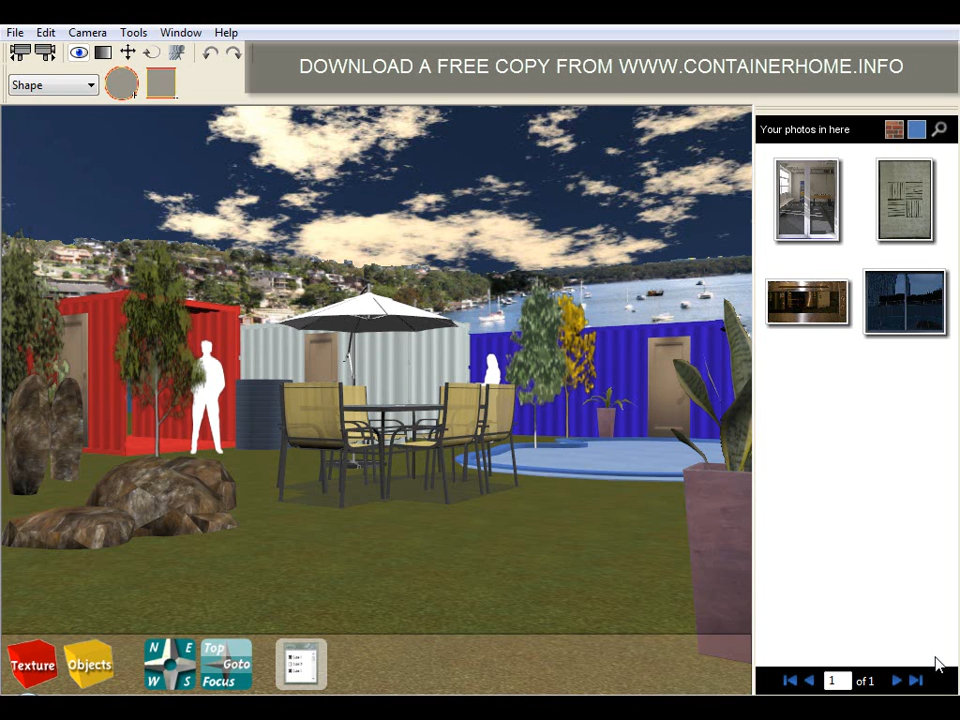 File Edit Camera Tools Window Help
DOWNLOAD A FREE COPY FROM WWW.CONTAINERHOME.INFO
Shape
Your photos in here
Texture
Objects
N E
W S
Top
Goto
Focus
1 of 1